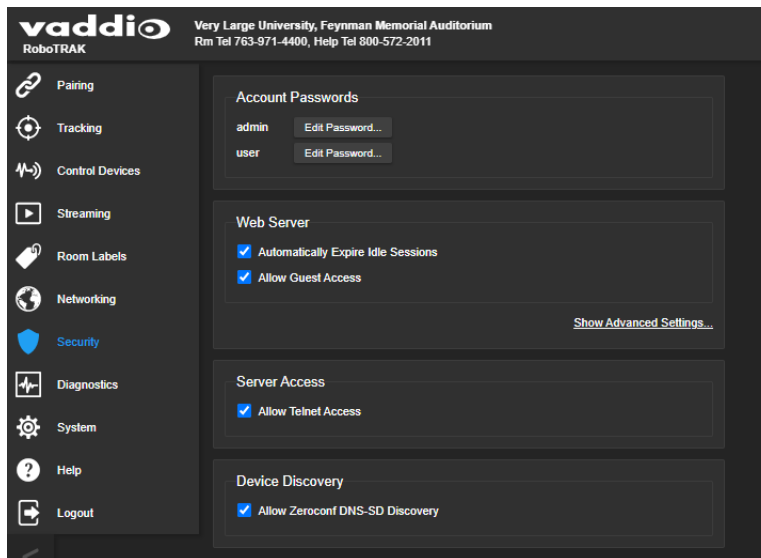 vaddio
RoboTRAK
Very Large University, Feynman Memorial Auditorium
Rm Tel 763-971-4400, Help Tel 800-572-2011
Pairing
Tracking
Control Devices
Streaming
Room Labels
Networking
Security
Diagnostics
System
? Help
Logout
Account Passwords
admin Edit Password...
user Edit Password...
Web Server
Automatically Expire Idle Sessions
Allow Guest Access
Show Advanced Settings...
Server Access
Allow Telnet Access
Device Discovery
Allow Zeroconf DNS-SD Discovery